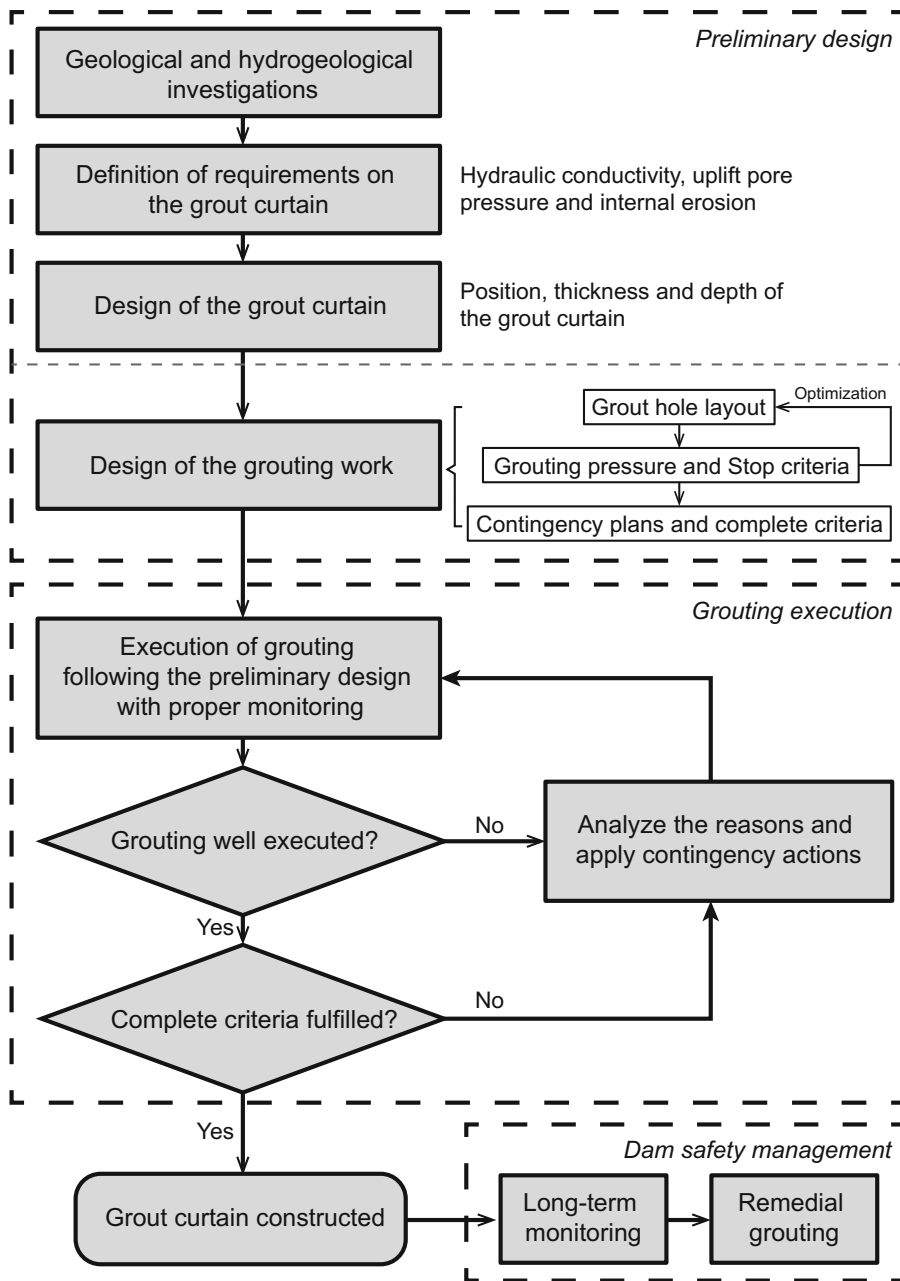 Preliminary design
Geological and hydrogeological
investigations
Definition of requirements on
the grout curtain
Hydraulic conductivity, uplift pore
pressure and internal erosion
Design of the grout curtain
Position, thickness and depth of
the grout curtain
Design of the grouting work
Optimization
Grout hole layout
Grouting pressure and Stop criteria
Contingency plans and complete criteria
Grouting execution
Execution of grouting
following the preliminary design
with proper monitoring
Grouting well executed?
No
Analyze the reasons and
apply contingency actions
Yes
Complete criteria fulfilled?
No
Yes
Dam safety management
Grout curtain constructed
Long-term
monitoring
Remedial
grouting